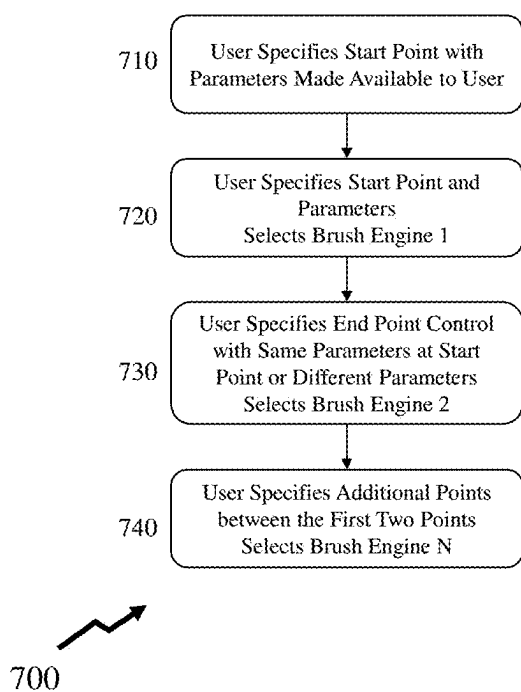 710
User Specifies Start Point with
Parameters Made Available to User
720
User Specifies Start Point and
Parameters
Selects Brush Engine 1
730
User Specifies End Point Control
with Same Parameters at Start
Point or Different Parameters
Selects Brush Engine 2
740
User Specifies Additional Points
between the First Two Points
Selects Brush Engine N
700